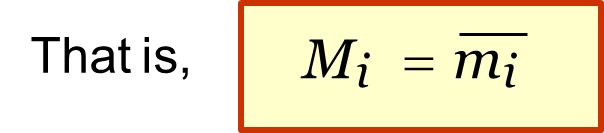 That is, $M_i = \overline{m_i}$